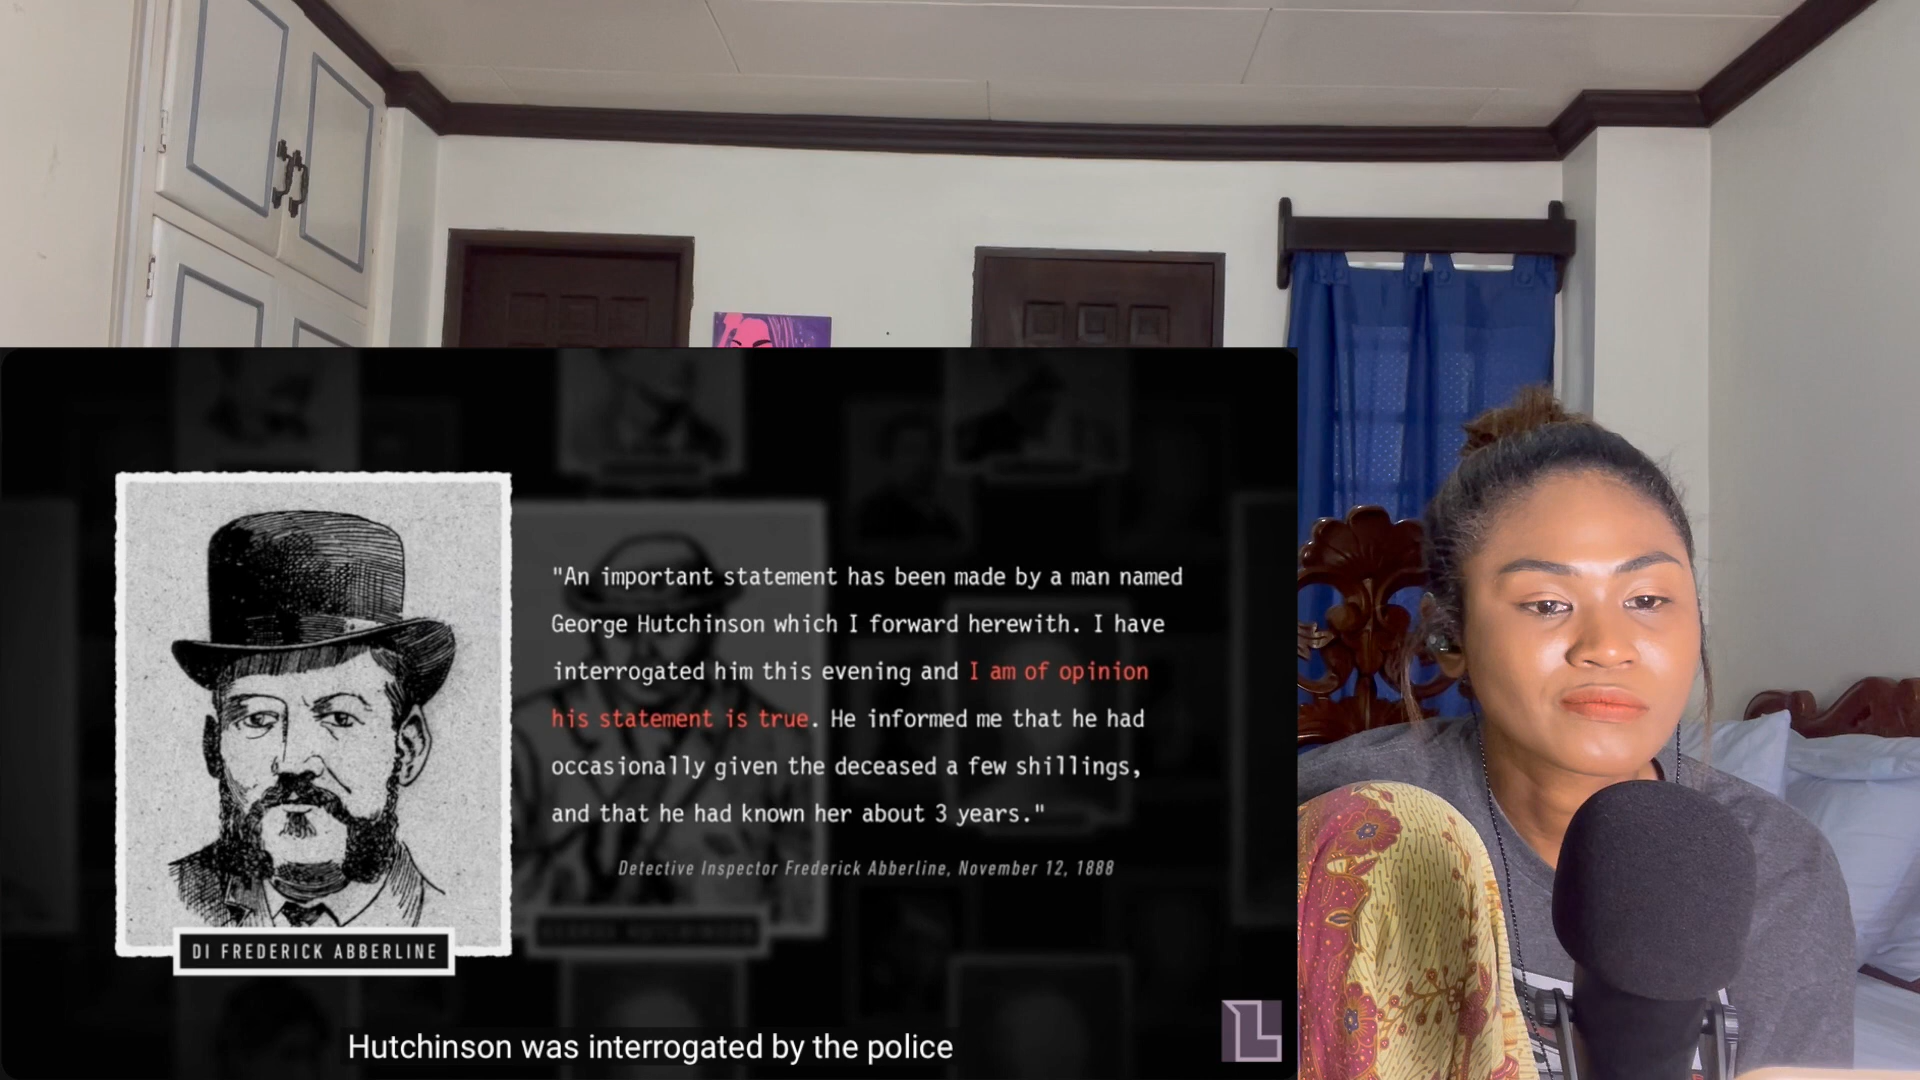 "An important statement has been made by a man named
George Hutchinson which I forward herewith. I have
interrogated him this evening and I am of opinion
his statement is true. He informed me that he had
occasionally given the deceased a few shillings,
and that he had known her about 3 years."
Detective Inspector Frederick Abberline, November 12, 1888
DI FREDERICK ABBERLINE
Hutchinson was interrogated by the police